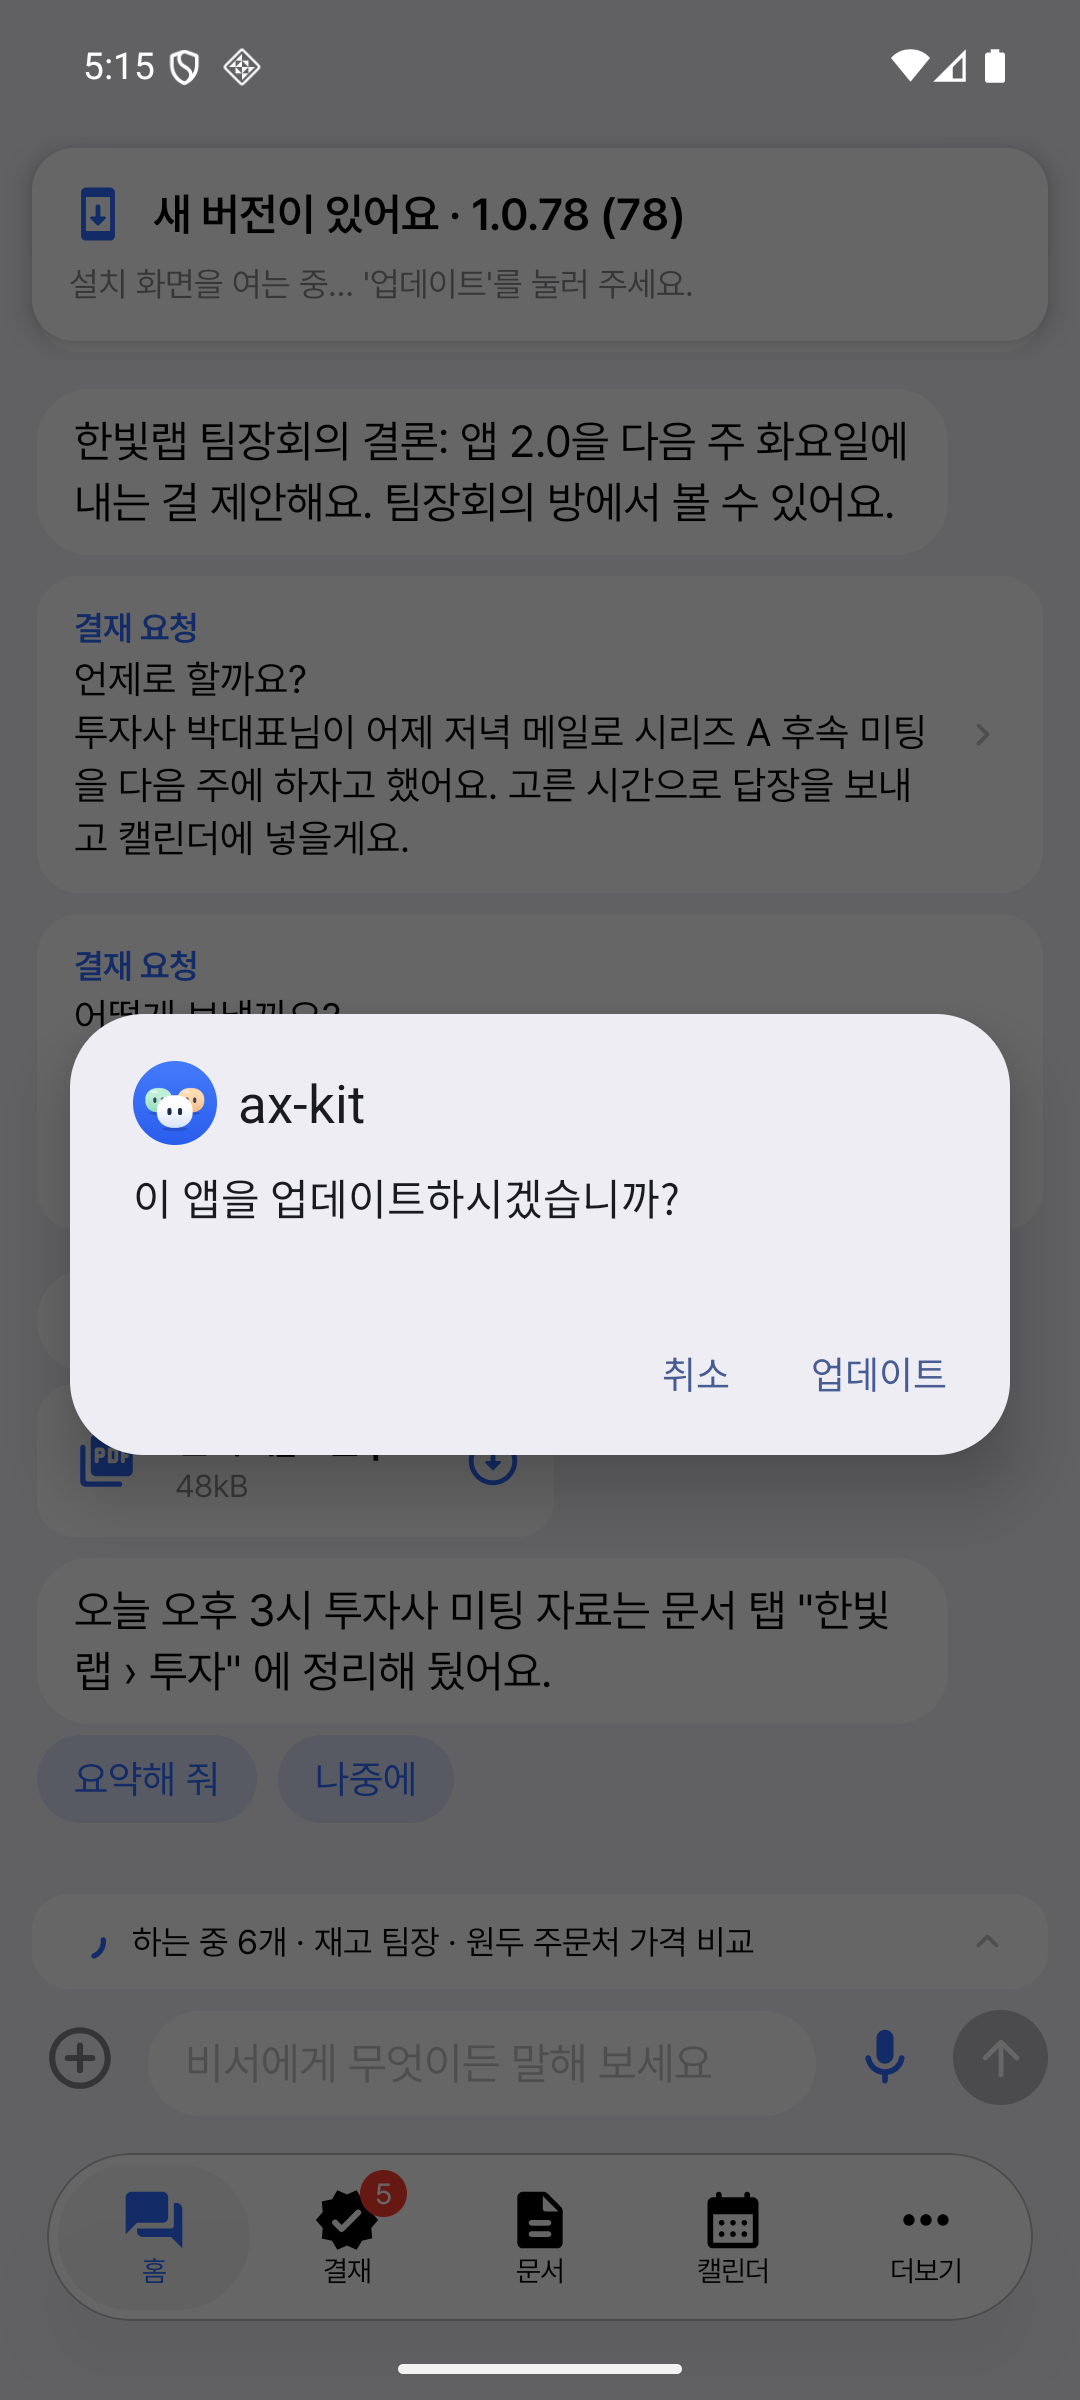 5:15
새 버전이 있어요 · 1.0.78 (78)
설치 화면을 여는 중... '업데이트'를 눌러 주세요.
한빛랩 팀장회의 결론: 앱 2.0을 다음 주 화요일에
내는 걸 제안해요. 팀장회의 방에서 볼 수 있어요.
결재 요청
언제로 할까요?
투자사 박대표님이 어제 저녁 메일로 시리즈 A 후속 미팅
을 다음 주에 하자고 했어요. 고른 시간으로 답장을 보내
고 캘린더에 넣을게요.
결재 요청
ax-kit
이 앱을 업데이트하시겠습니까?
취소
업데이트
PDF
48kB
오늘 오후 3시 투자사 미팅 자료는 문서 탭 "한빛
랩 › 투자" 에 정리해 뒀어요.
요약해 줘
나중에
하는 중 6개 · 재고 팀장 · 원두 주문처 가격 비교
비서에게 무엇이든 말해 보세요
5
홈
결재
문서
캘린더
더보기